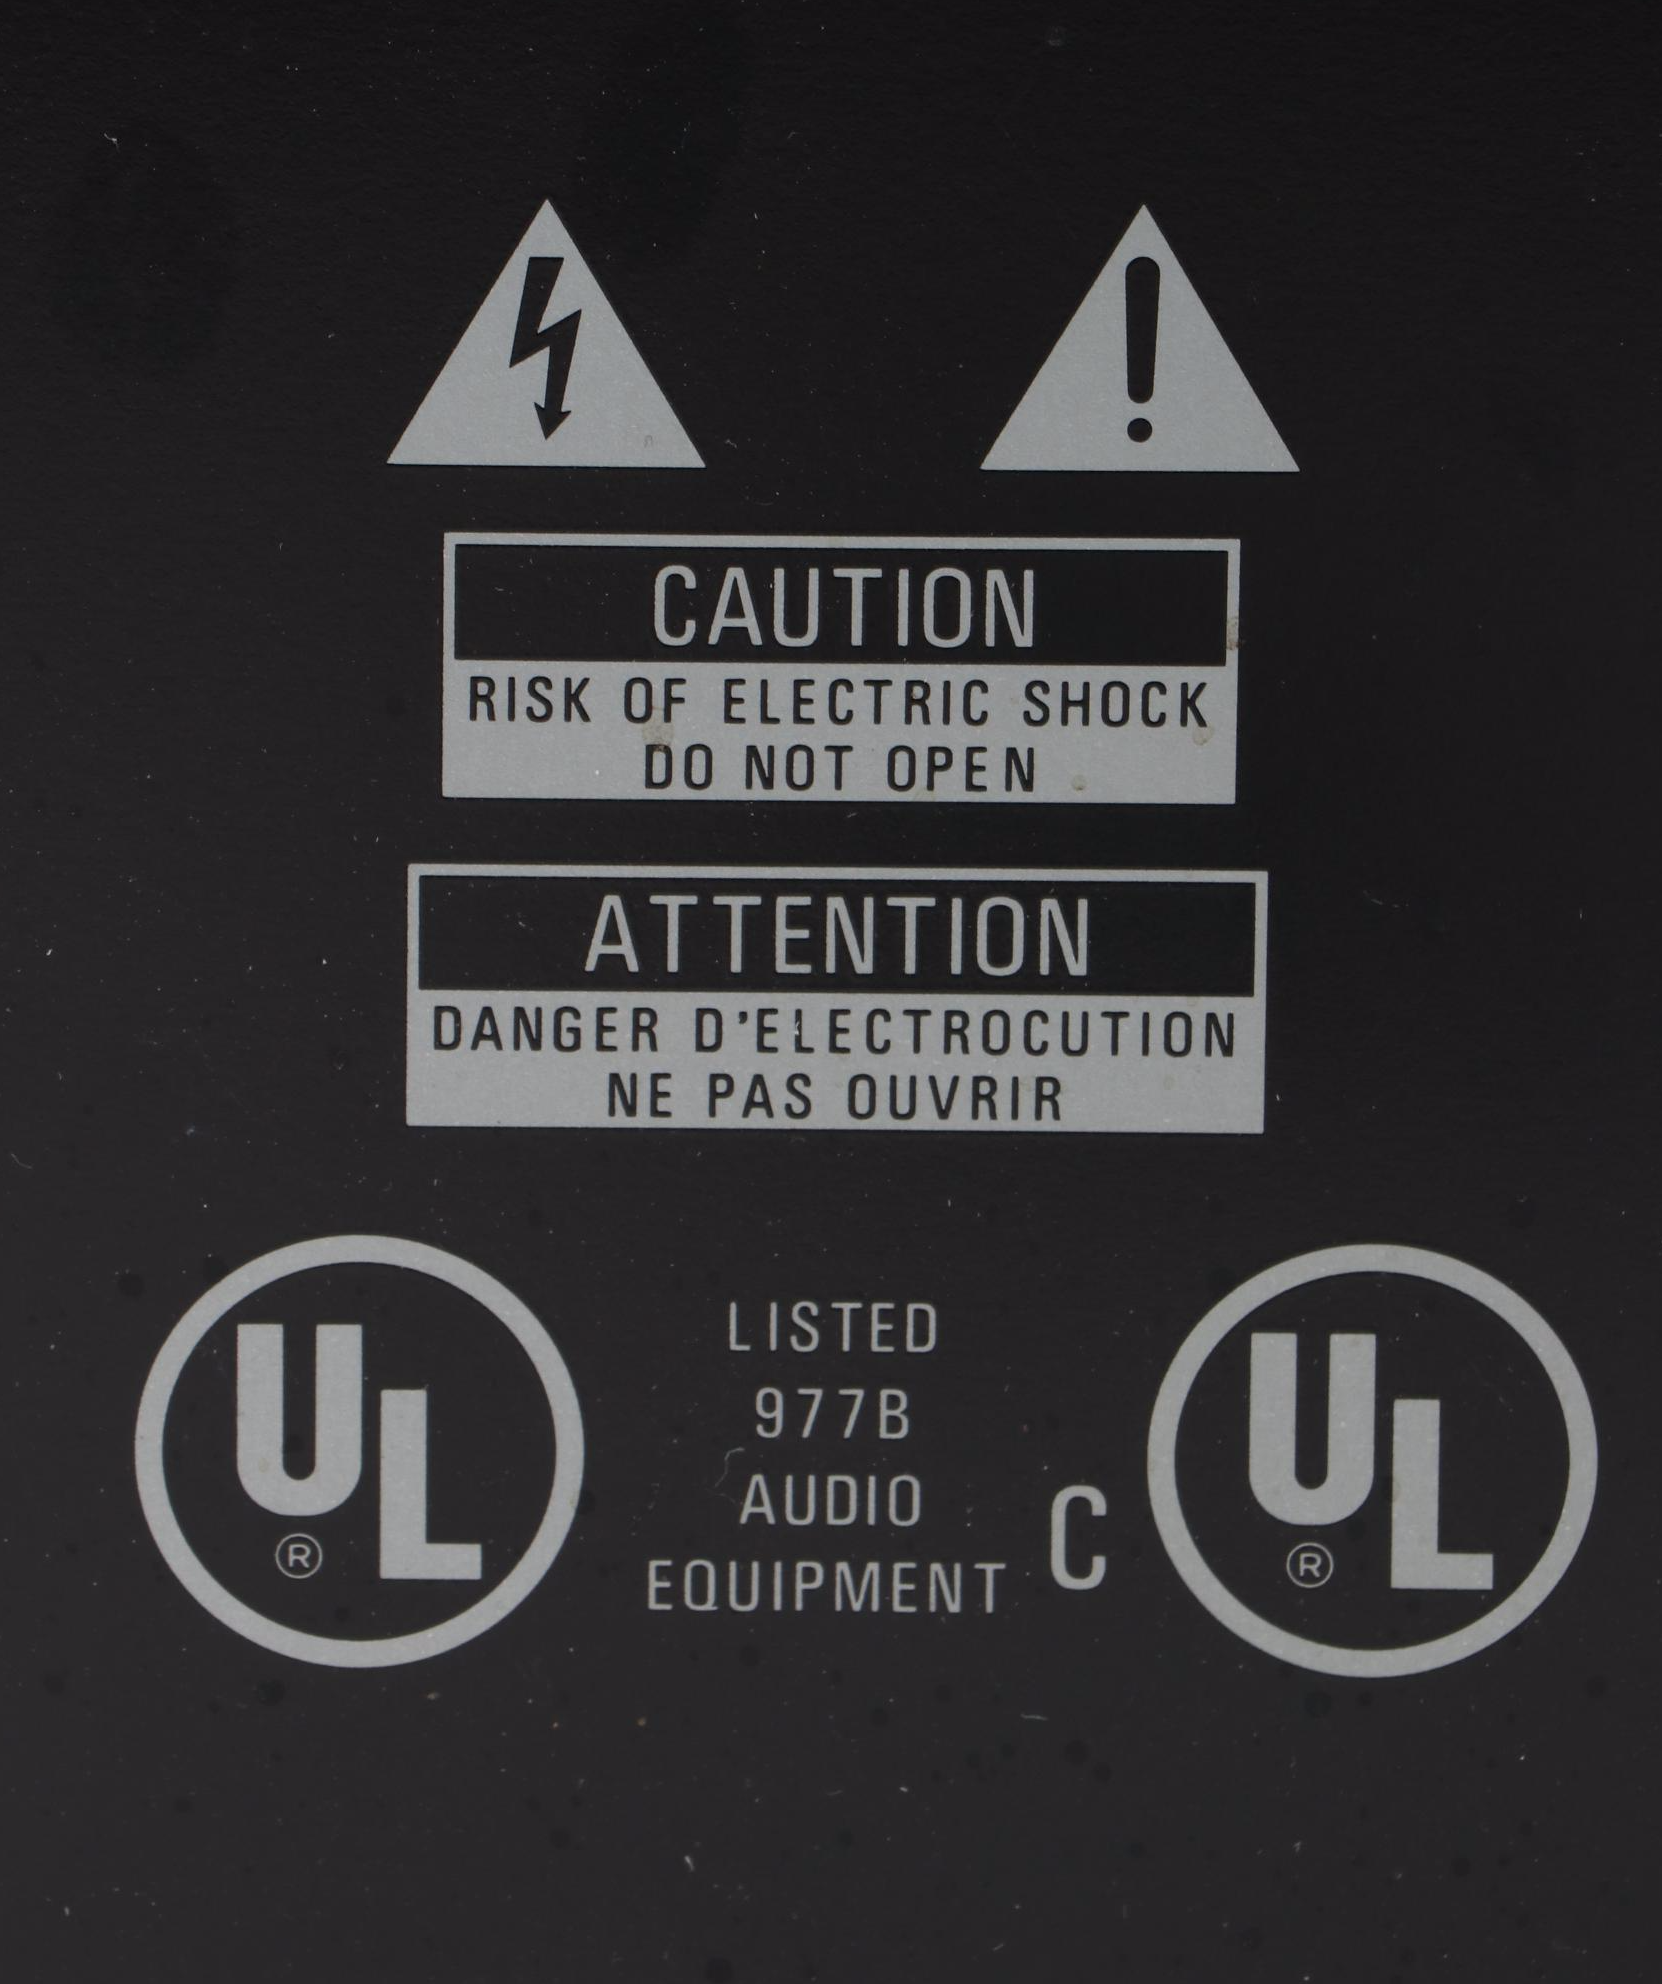 CAUTION
RISK OF ELECTRIC SHOCK
DO NOT OPEN
ATTENTION
DANGER D'ELECTROCUTION
NE PAS OUVRIR
UL
®
LISTED
977B
AUDIO
EQUIPMENT
C
UL
®